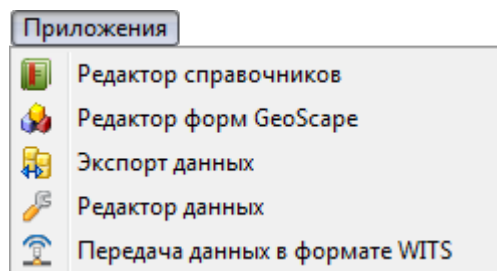 Приложения
Редактор справочников
Редактор форм GeoScape
Экспорт данных
Редактор данных
Передача данных в формате WITS